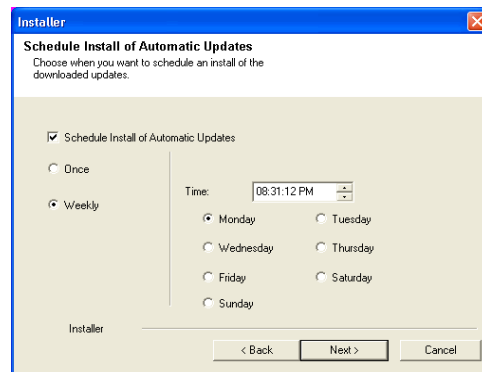 Installer
Schedule Install of Automatic Updates
Choose when you want to schedule an install of the
downloaded updates.
Schedule Install of Automatic Updates
Once
Weekly
Time: 08:31:12 PM
Monday Tuesday
Wednesday Thursday
Friday Saturday
Sunday
Installer
< Back Next > Cancel